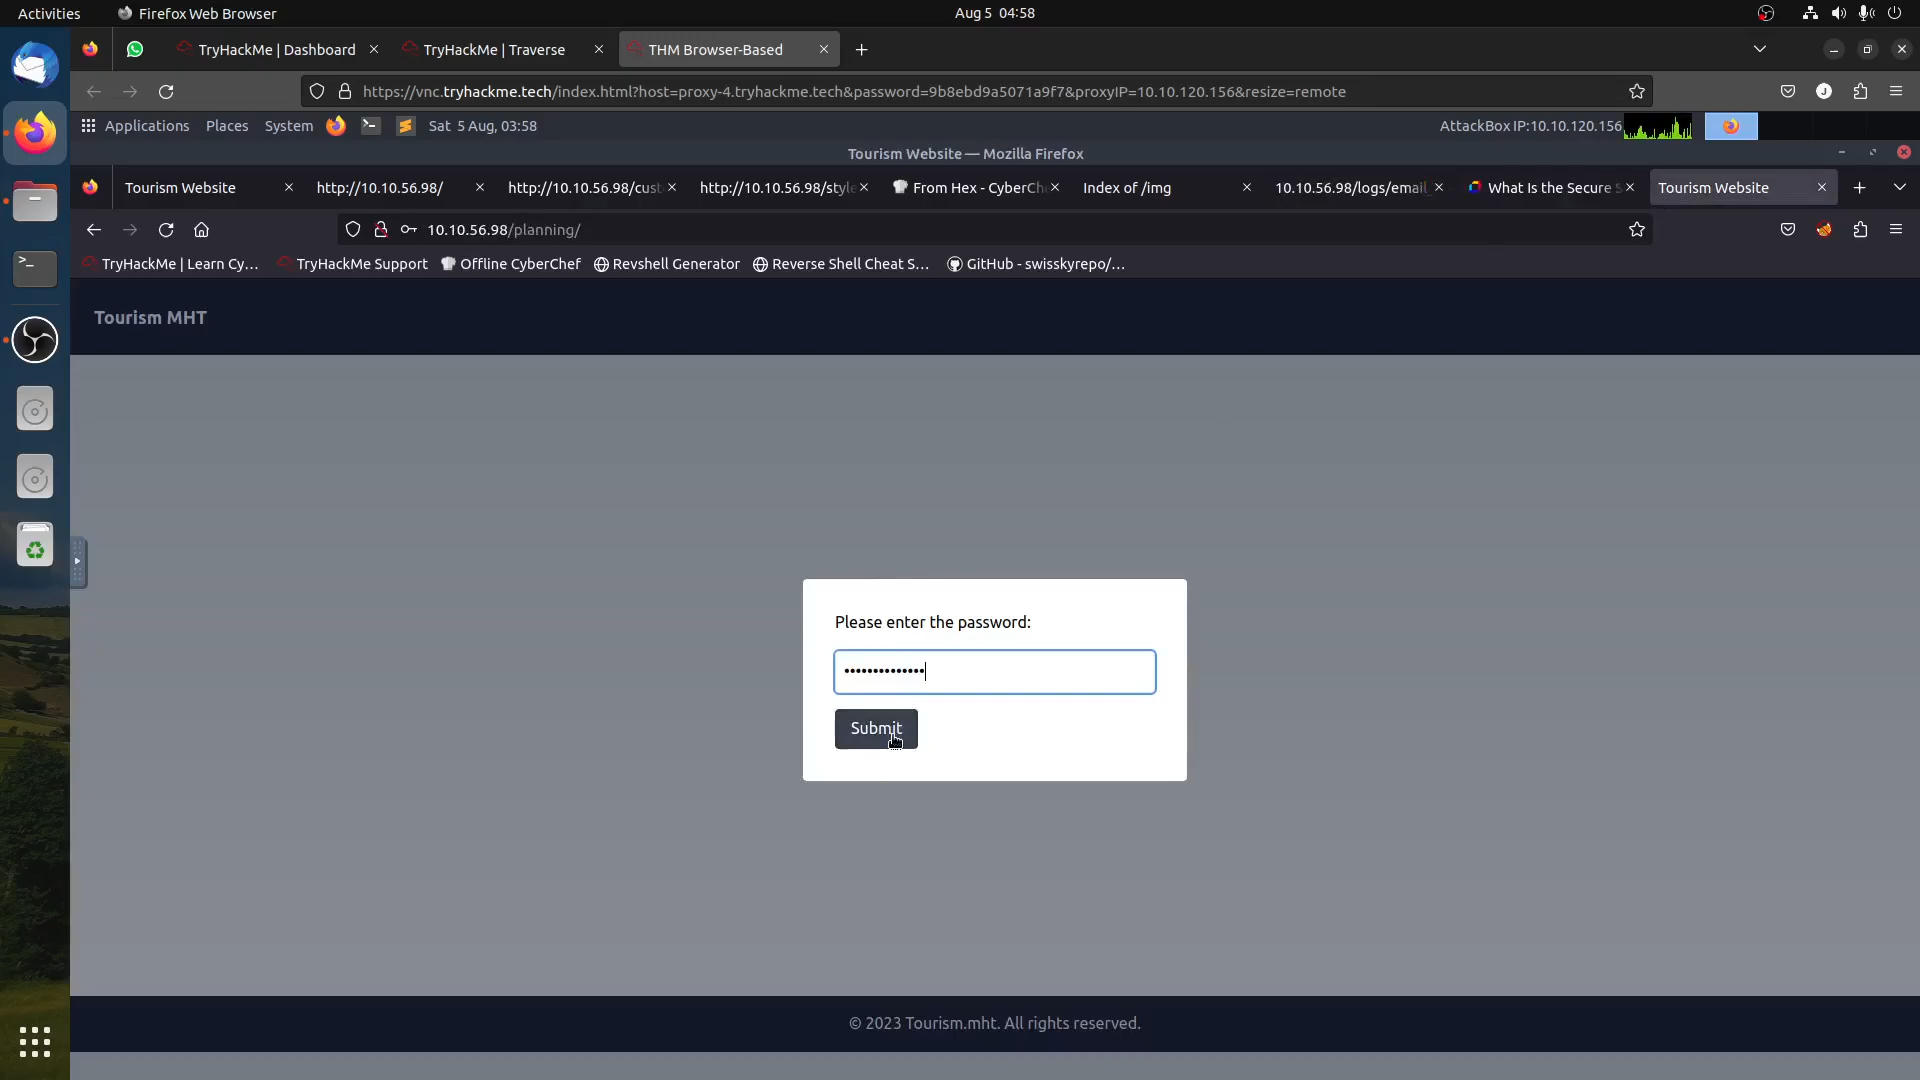 Activities Firefox Web Browser Aug 5 04:58
TryHackMe | Dashboard TryHackMe | Traverse THM Browser-Based
https://vnc.tryhackme.tech/index.html?host=proxy-4.tryhackme.tech&password=9b8ebd9a5071a9f7&proxyIP=10.10.120.156&resize=remote
Applications Places System Sat 5 Aug, 03:58 AttackBox IP:10.10.120.156
Tourism Website — Mozilla Firefox
Tourism Website http://10.10.56.98/ http://10.10.56.98/cust http://10.10.56.98/style From Hex - CyberChe Index of /img 10.10.56.98/logs/email_ What Is the Secure S Tourism Website
10.10.56.98/planning/
TryHackMe | Learn Cy... TryHackMe Support Offline CyberChef Revshell Generator Reverse Shell Cheat S... GitHub - swisskyrepo/...
Tourism MHT
Please enter the password:
••••••••••••••
Submit
© 2023 Tourism.mht. All rights reserved.